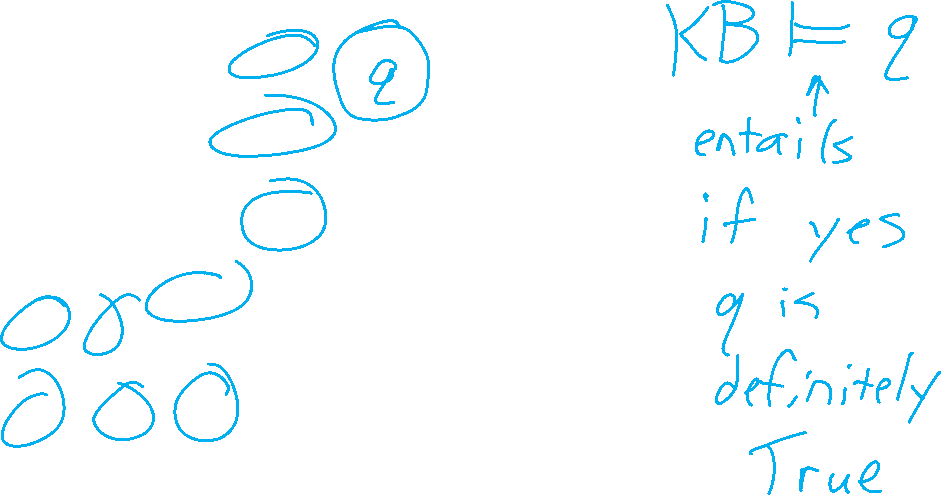 q
KB ⊨ q
entails
if yes
q is
definitely
True